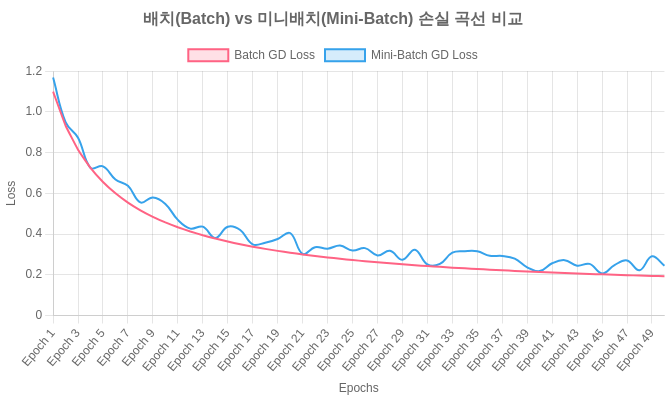 배치(Batch) vs 미니배치(Mini-Batch) 손실 곡선 비교
Batch GD Loss
Mini-Batch GD Loss
1.2
1.0
0.8
0.6
0.4
0.2
0
Loss
Epoch 1
Epoch 3
Epoch 5
Epoch 7
Epoch 9
Epoch 11
Epoch 13
Epoch 15
Epoch 17
Epoch 19
Epoch 21
Epoch 23
Epoch 25
Epoch 27
Epoch 29
Epoch 31
Epoch 33
Epoch 35
Epoch 37
Epoch 39
Epoch 41
Epoch 43
Epoch 45
Epoch 47
Epoch 49
Epochs